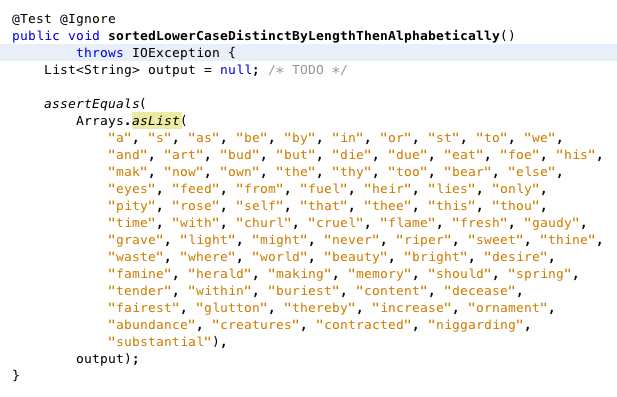 @Test @Ignore
public void sortedLowerCaseDistinctByLengthThenAlphabetically()
throws IOException {
List<String> output = null; /* TODO */
assertEquals(
Arrays.asList(
"a", "s", "as", "be", "by", "in", "or", "st", "to", "we",
"and", "art", "bud", "but", "die", "due", "eat", "foe", "his",
"mak", "now", "own", "the", "thy", "too", "bear", "else",
"eyes", "feed", "from", "fuel", "heir", "lies", "only",
"pity", "rose", "self", "that", "thee", "this", "thou",
"time", "with", "churl", "cruel", "flame", "fresh", "gaudy",
"grave", "light", "might", "never", "riper", "sweet", "thine",
"waste", "where", "world", "beauty", "bright", "desire",
"famine", "herald", "making", "memory", "should", "spring",
"tender", "within", "buriest", "content", "decease",
"fairest", "glutton", "thereby", "increase", "ornament",
"abundance", "creatures", "contracted", "niggarding",
"substantial"),
output);
}